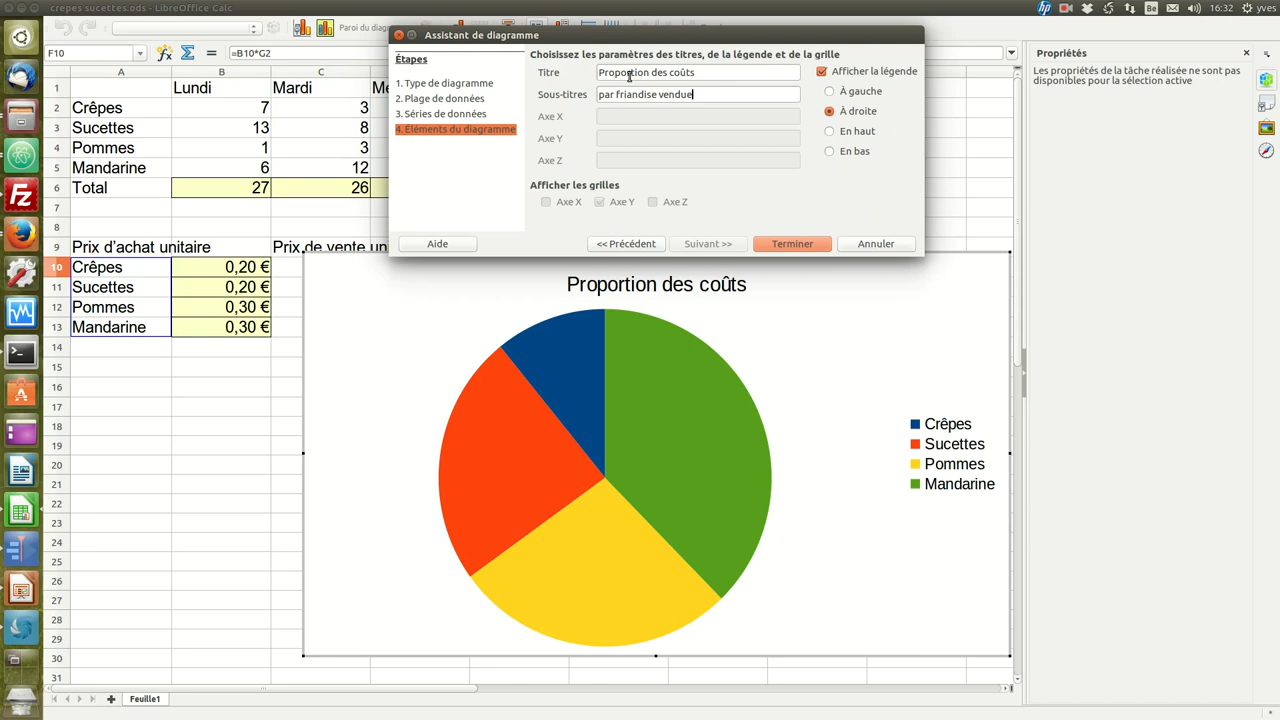 crepes sucettes.ods - LibreOffice Calc
Be
16:32
yves
Paroi du diagr
F10
=B10*G2
A B C
1 Lundi Mardi
2 Crêpes 7 3
3 Sucettes 13 8
4 Pommes 1 3
5 Mandarine 6 12
6 Total 27 26
7
8
9 Prix d'achat unitaire Prix de vente uni
10 Crêpes 0,20 €
11 Sucettes 0,20 €
12 Pommes 0,30 €
13 Mandarine 0,30 €
14
15
16
17
18
19
20
21
22
23
24
25
26
27
28
29
30
31
Feuille1
Assistant de diagramme
Étapes
1. Type de diagramme
2. Plage de données
3. Séries de données
4. Éléments du diagramme
Choisissez les paramètres des titres, de la légende et de la grille
Titre Proportion des coûts
Sous-titres par friandise vendue
Axe X
Axe Y
Axe Z
Afficher la légende
À gauche
À droite
En haut
En bas
Afficher les grilles
Axe X Axe Y Axe Z
Aide << Précédent Suivant >> Terminer Annuler
Proportion des coûts
Crêpes
Sucettes
Pommes
Mandarine
Propriétés
Les propriétés de la tâche réalisée ne sont pas
disponibles pour la sélection active